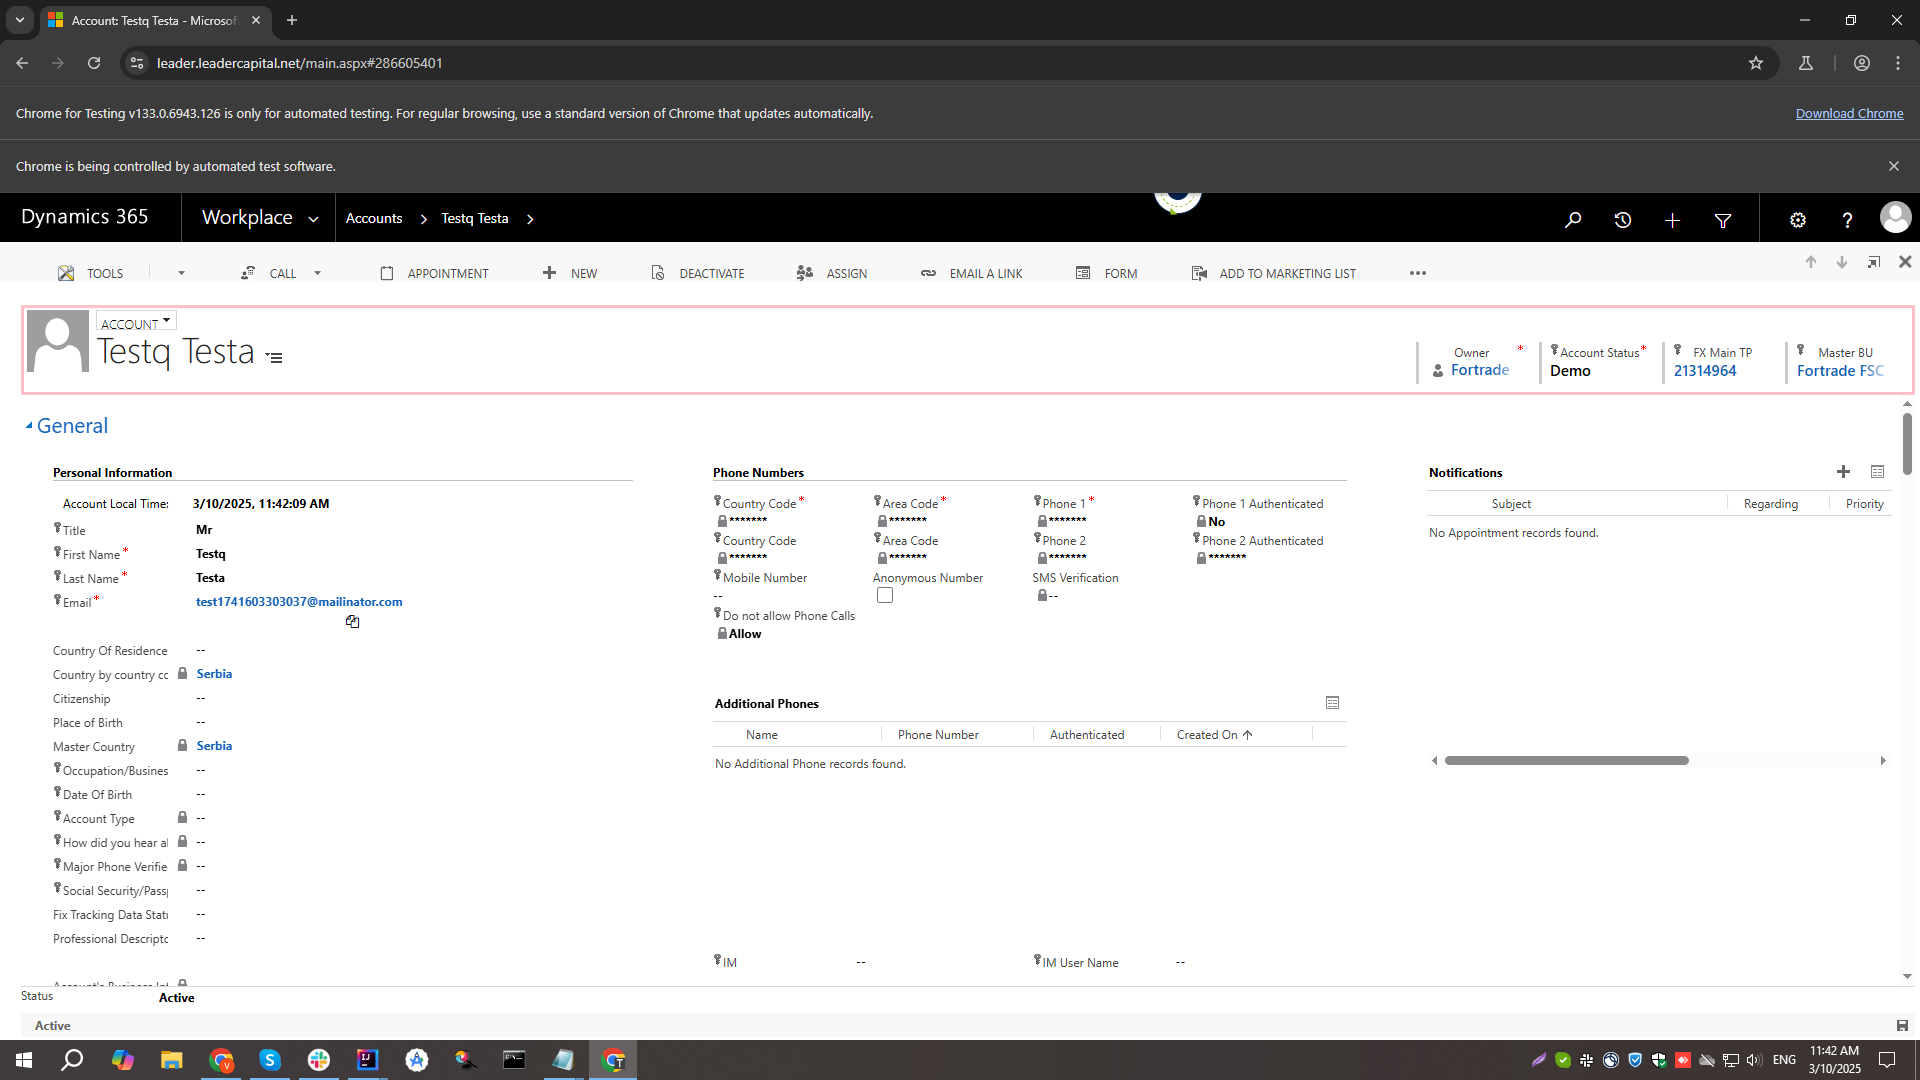 Account: Testq Testa - Microsof
leader.leadercapital.net/main.aspx#286605401
Chrome for Testing v133.0.6943.126 is only for automated testing. For regular browsing, use a standard version of Chrome that updates automatically.
Download Chrome
Chrome is being controlled by automated test software.
Dynamics 365
Workplace
Accounts
Testq Testa
TOOLS
CALL
APPOINTMENT
NEW
DEACTIVATE
ASSIGN
EMAIL A LINK
FORM
ADD TO MARKETING LIST
ACCOUNT
Testq Testa
Owner *
Fortrade
Account Status *
Demo
FX Main TP
21314964
Master BU
Fortrade FSC
General
Personal Information
Account Local Time: 3/10/2025, 11:42:09 AM
Title Mr
First Name * Testq
Last Name * Testa
Email * test1741603303037@mailinator.com
Country Of Residence --
Country by country cc Serbia
Citizenship --
Place of Birth --
Master Country Serbia
Occupation/Busines --
Date Of Birth --
Account Type --
How did you hear a --
Major Phone Verifie --
Social Security/Pass --
Fix Tracking Data Stat --
Professional Descripto --
Phone Numbers
Country Code * Area Code * Phone 1 * Phone 1 Authenticated
******* ******* ******* No
Country Code Area Code Phone 2 Phone 2 Authenticated
******* ******* ******* *******
Mobile Number Anonymous Number SMS Verification
-- --
Do not allow Phone Calls
Allow
Additional Phones
Name Phone Number Authenticated Created On
No Additional Phone records found.
IM -- IM User Name --
Notifications
Subject Regarding Priority
No Appointment records found.
Status Active
Active
ENG
11:42 AM
3/10/2025